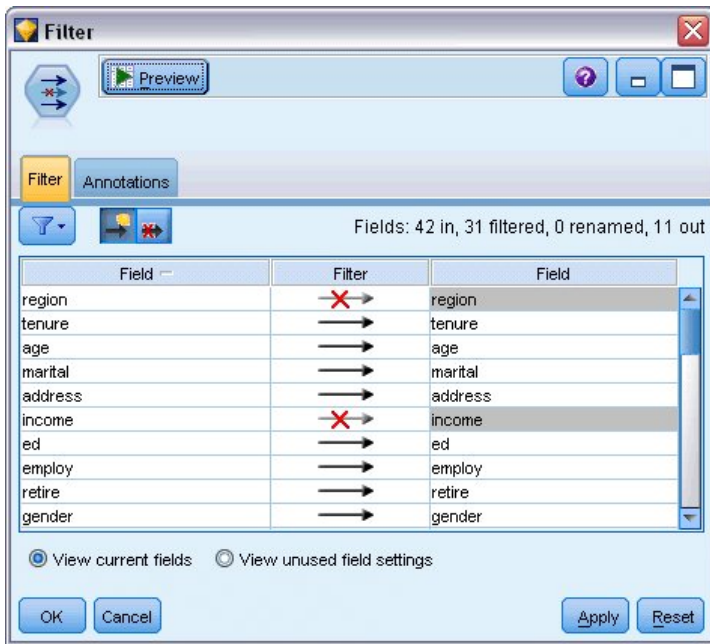 Filter
Preview
Filter Annotations
Fields: 42 in, 31 filtered, 0 renamed, 11 out
Field Filter Field
region region
tenure tenure
age age
marital marital
address address
income income
ed ed
employ employ
retire retire
gender gender
View current fields View unused field settings
OK Cancel Apply Reset